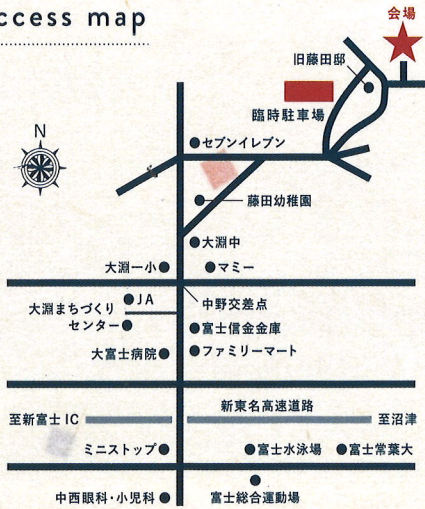 ccess map
会場
旧藤田邸
臨時駐車場
N
セブンイレブン
藤田幼稚園
大淵中
大淵一小
マミー
中野交差点
JA
大淵まちづくり
センター
富士信金金庫
大富士病院
ファミリーマート
新東名高速道路
至新富士IC
至沼津
ミニストップ
富士水泳場
富士常葉大
中西眼科・小児科
富士総合運動場